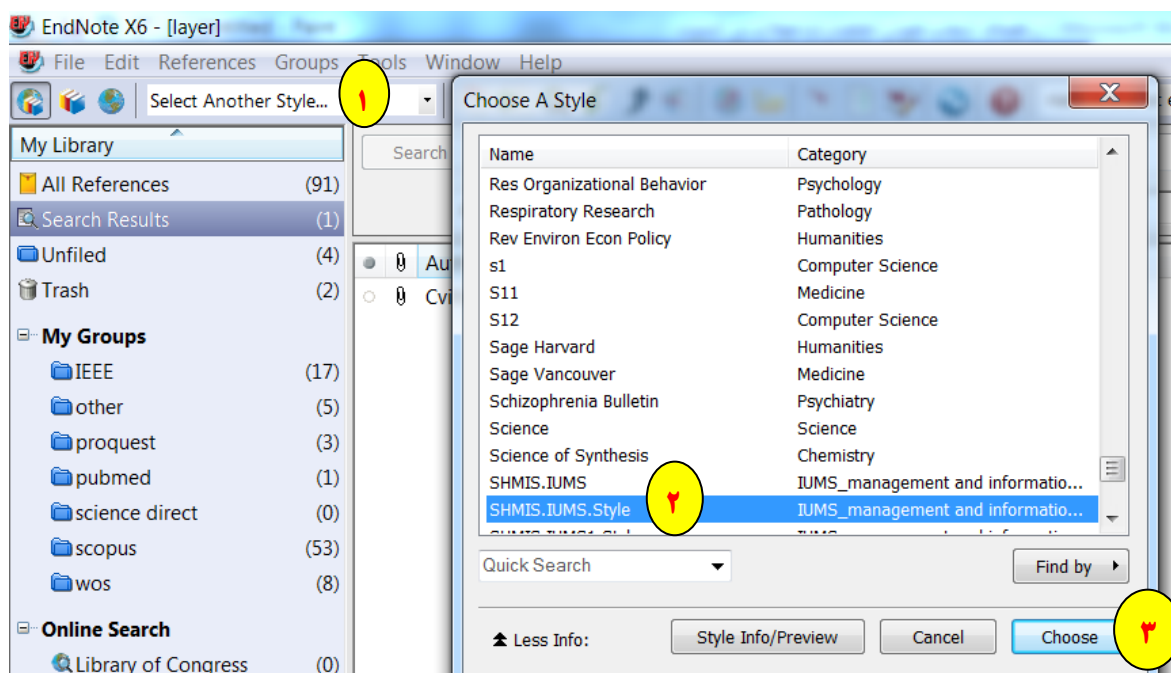 EndNote X6 - [layer]
File Edit References Groups Tools Window Help
Select Another Style...
۱
My Library
All References (91)
Search Results (1)
Unfiled (4)
Trash (2)
My Groups
IEEE (17)
other (5)
proquest (3)
pubmed (1)
science direct (0)
scopus (53)
wos (8)
Online Search
Library of Congress (0)
Search
Au
Cvi
Choose A Style
Name Category
Res Organizational Behavior Psychology
Respiratory Research Pathology
Rev Environ Econ Policy Humanities
s1 Computer Science
S11 Medicine
S12 Computer Science
Sage Harvard Humanities
Sage Vancouver Medicine
Schizophrenia Bulletin Psychiatry
Science Science
Science of Synthesis Chemistry
SHMIS.IUMS IUMS_management and informatio...
SHMIS.IUMS.Style IUMS_management and informatio...
۲
Quick Search
Find by
Less Info:
Style Info/Preview
Cancel
Choose
۳